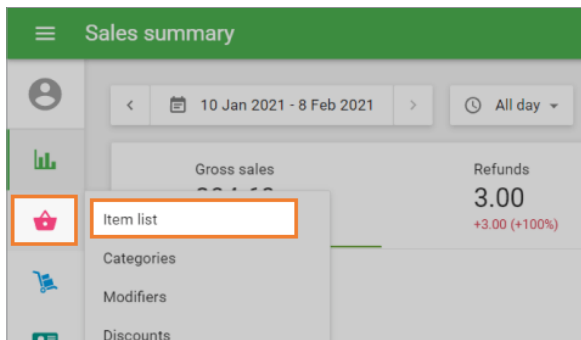 Sales summary
10 Jan 2021 - 8 Feb 2021
All day
Gross sales
Refunds
3.00
+3.00 (+100%)
Item list
Categories
Modifiers
Discounts